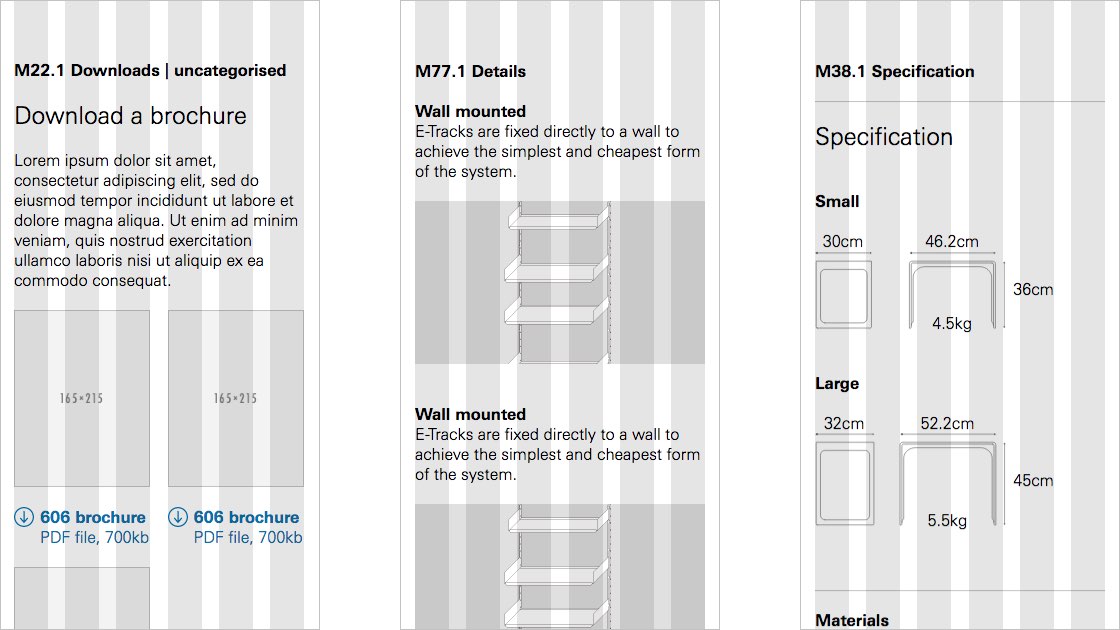 M22.1 Downloads | uncategorised
Download a brochure
Lorem ipsum dolor sit amet,
consectetur adipiscing elit, sed do
eiusmod tempor incididunt ut labore et
dolore magna aliqua. Ut enim ad minim
veniam, quis nostrud exercitation
ullamco laboris nisi ut aliquip ex ea
commodo consequat.
165×215
165×215
606 brochure
PDF file, 700kb
606 brochure
PDF file, 700kb
M77.1 Details
Wall mounted
E-Tracks are fixed directly to a wall to
achieve the simplest and cheapest form
of the system.
Wall mounted
E-Tracks are fixed directly to a wall to
achieve the simplest and cheapest form
of the system.
M38.1 Specification
Specification
Small
30cm
46.2cm
36cm
4.5kg
Large
32cm
52.2cm
45cm
5.5kg
Materials